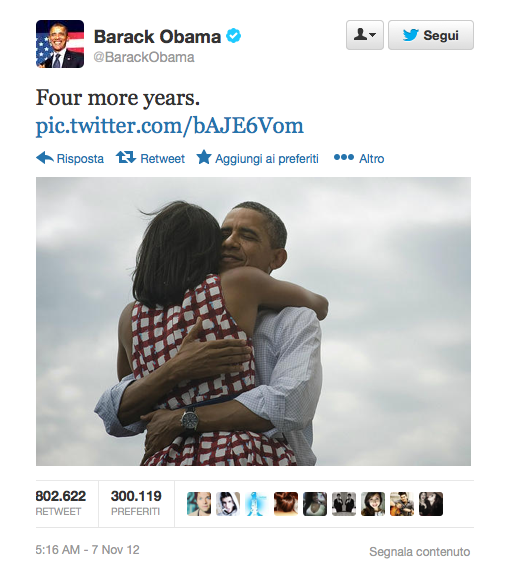 Barack Obama
@BarackObama
Segui
Four more years.
pic.twitter.com/bAJE6Vom
Risposta Retweet Aggiungi ai preferiti Altro
802.622 300.119
RETWEET PREFERITI
5:16 AM - 7 Nov 12 Segnala contenuto